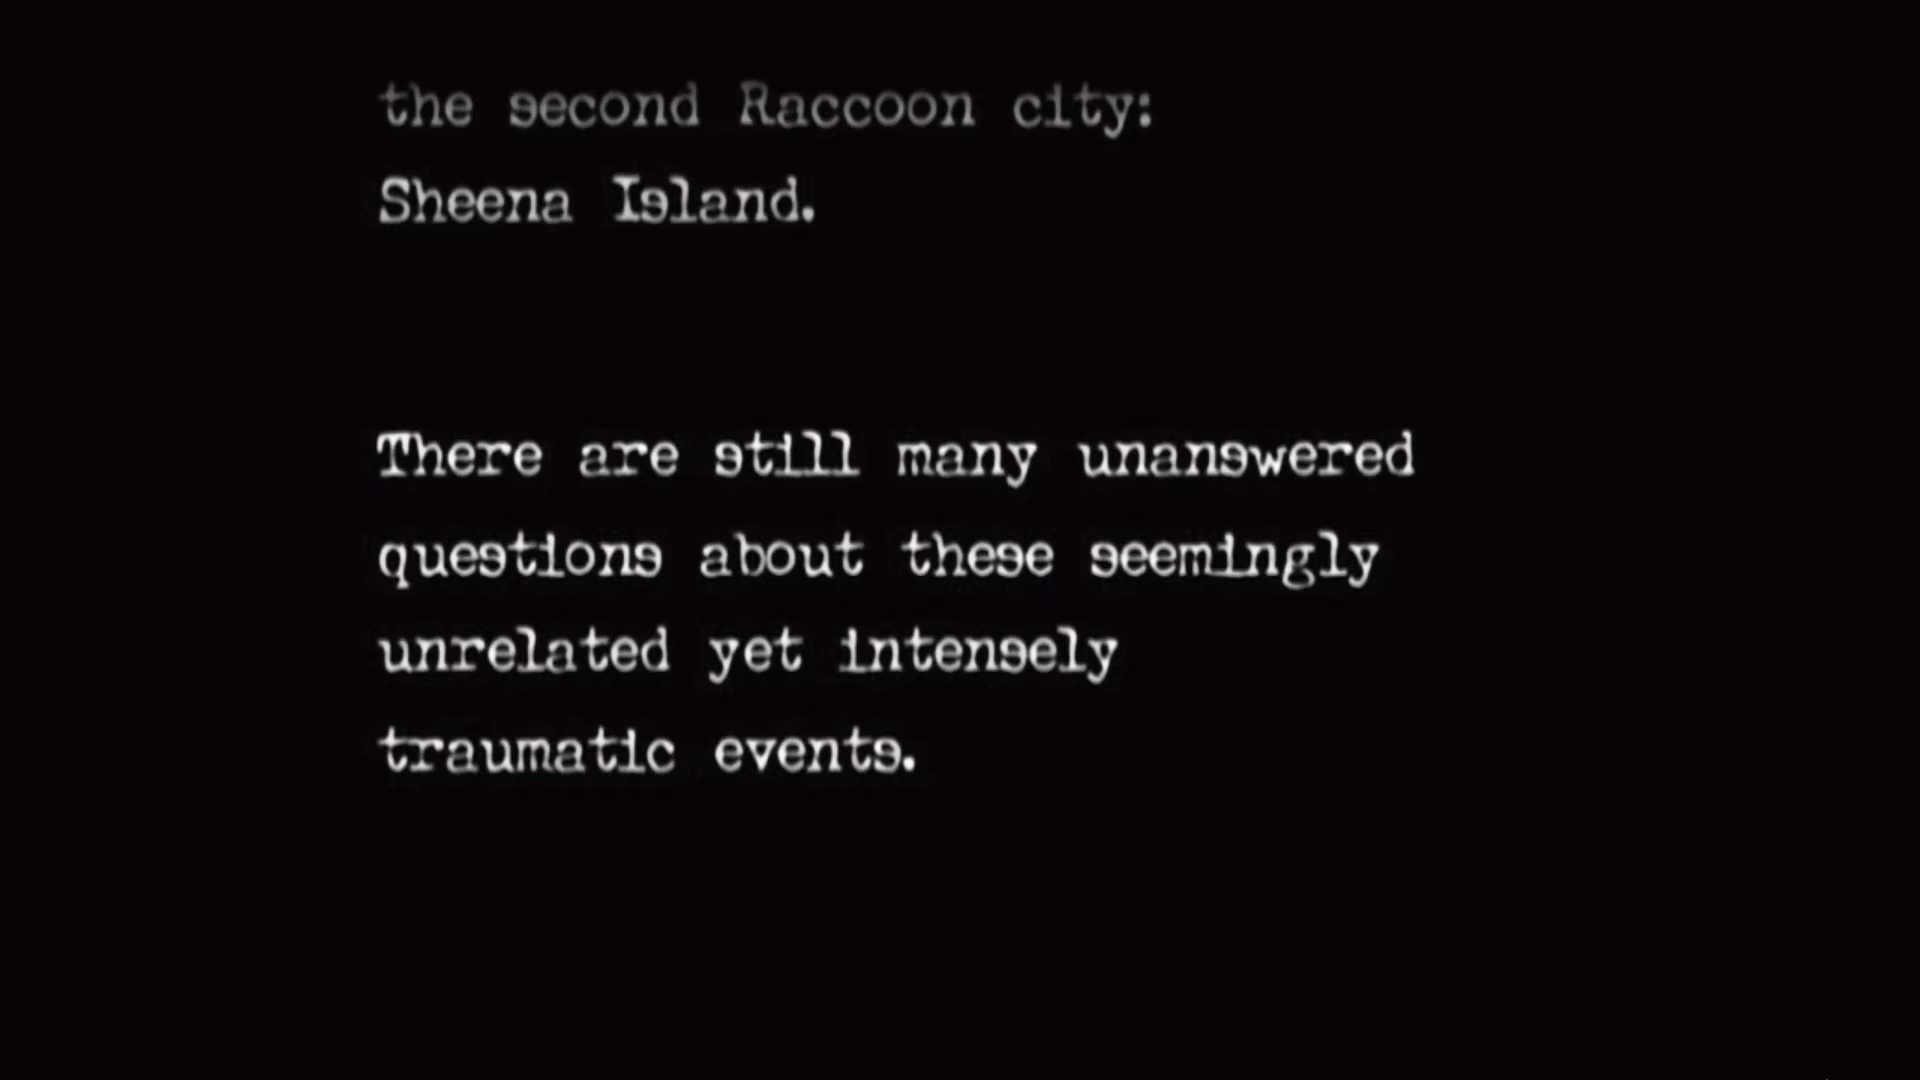 the second Raccoon city:
Sheena Island.
There are still many unanswered
questions about these seemingly
unrelated yet intensely
traumatic events.